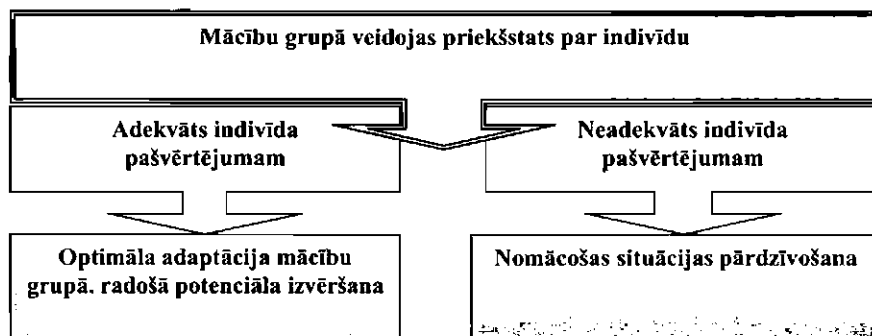 Mācību grupā veidojas priekšstats par indivīdu
Adekvāts indivīda
pašvērtējumam
Neadekvāts indivīda
pašvērtējumam
Optimāla adaptācija mācību
grupā. radošā potenciāla izvēršana
Nomācošas situācijas pārdzīvošana